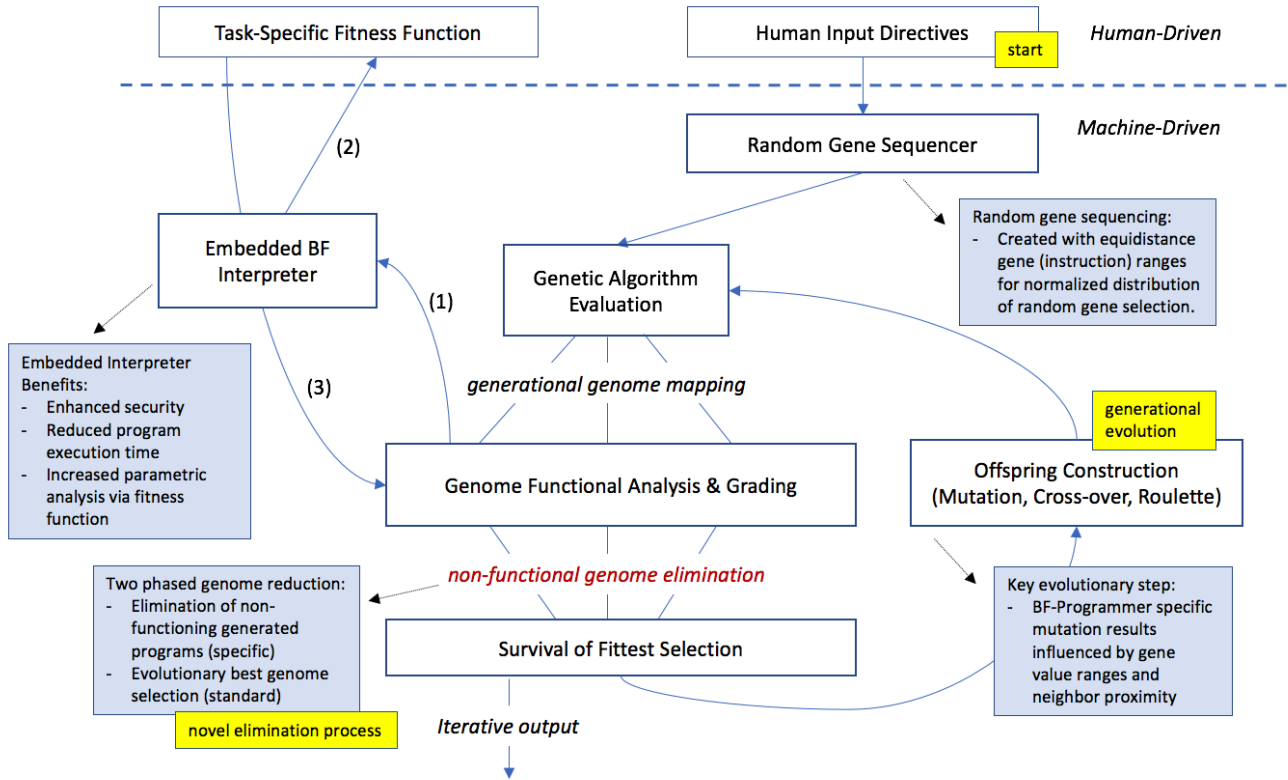 Task-Specific Fitness Function
Human Input Directives
Human-Driven
start
Machine-Driven
Random Gene Sequencer
(2)
Random gene sequencing:
- Created with equidistance
gene (instruction) ranges
for normalized distribution
of random gene selection.
Embedded BF
Interpreter
Genetic Algorithm
Evaluation
(1)
Embedded Interpreter
Benefits:
- Enhanced security
- Reduced program
execution time
- Increased parametric
analysis via fitness
function
(3)
generational genome mapping
generational
evolution
Genome Functional Analysis & Grading
Offspring Construction
(Mutation, Cross-over, Roulette)
non-functional genome elimination
Two phased genome reduction:
- Elimination of non-
functioning generated
programs (specific)
- Evolutionary best genome
selection (standard)
novel elimination process
Key evolutionary step:
- BF-Programmer specific
mutation results
influenced by gene
value ranges and
neighbor proximity
Survival of Fittest Selection
Iterative output